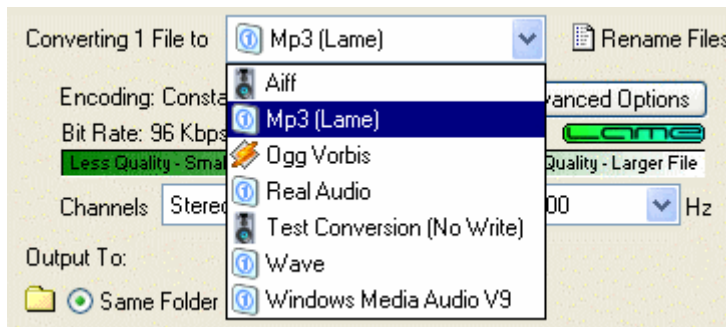 Converting 1 File to Mp3 (Lame) Rename Files
Aiff
Encoding: Consta vanced Options
Mp3 (Lame)
Bit Rate: 96 Kbps Lame
Ogg Vorbis
Less Quality - Smal Quality - Larger File
Real Audio
Channels Stereo 00 Hz
Test Conversion (No Write)
Output To:
Wave
Same Folder
Windows Media Audio V9